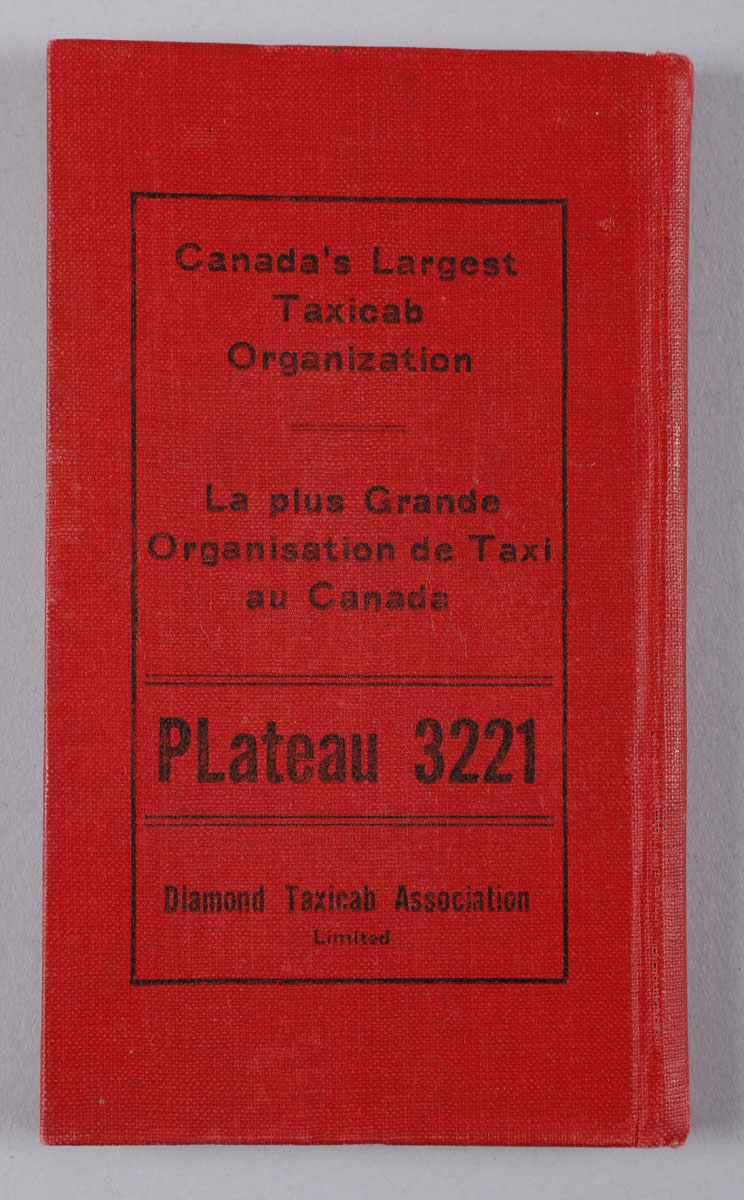 Canada's Largest
Taxicab
Organization
La plus Grande
Organisation de Taxi
au Canada
PLateau 3221
Diamond Taxicab Association
Limited